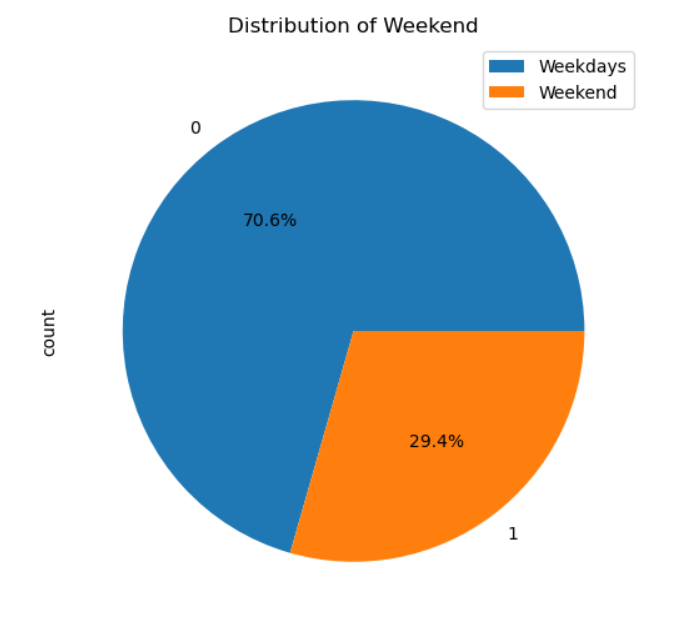 Distribution of Weekend
Weekdays
Weekend
0
70.6%
count
29.4%
1